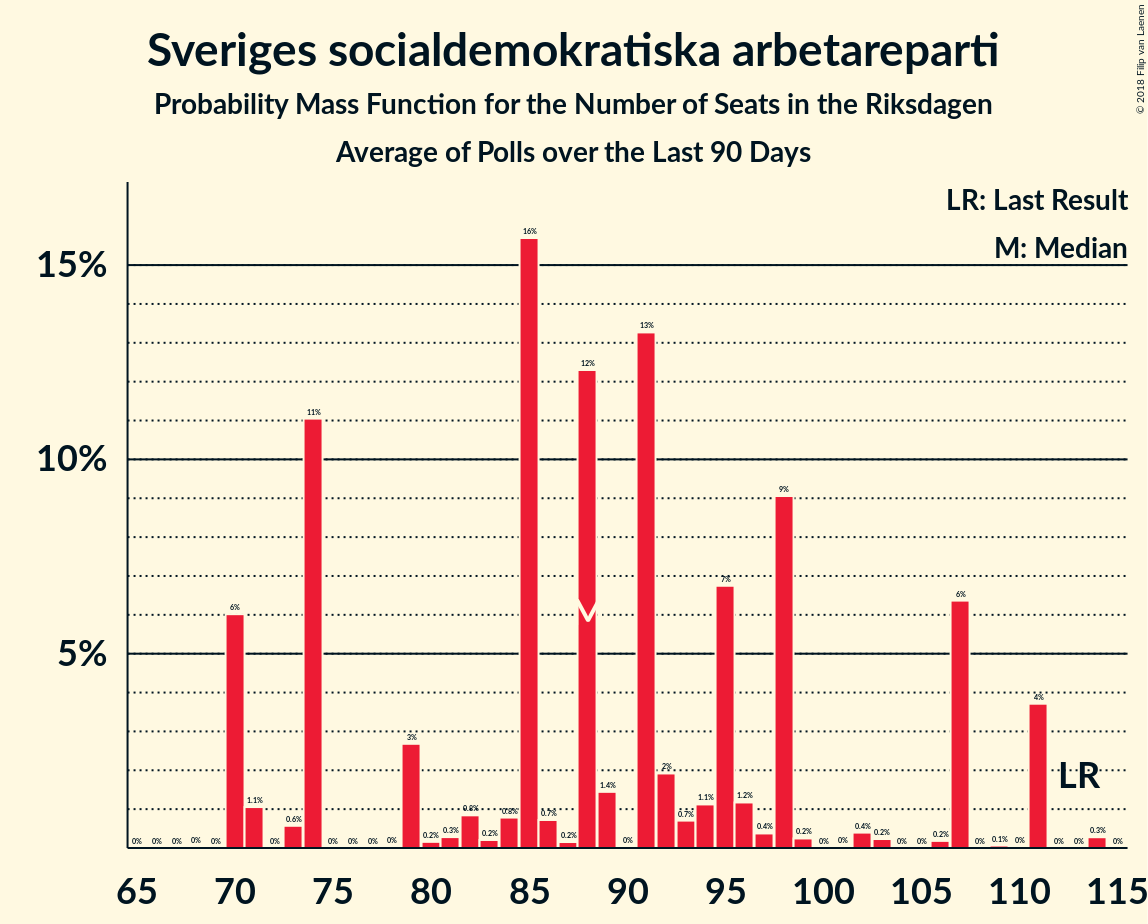 Sveriges socialdemokratiska arbetareparti
Probability Mass Function for the Number of Seats in the Riksdagen
Average of Polls over the Last 90 Days
© 2018 Filip van Laenen
LR: Last Result
M: Median
15%
10%
5%
0% 0% 0% 0% 0% 6% 1.1% 0% 0.6% 11% 0% 0% 0% 0% 3% 0.2% 0.3% 0.8% 0.2% 0.8% 16% 0.7% 0.2% 12% 1.4% 0% 13% 2% 0.7% 1.1% 7% 1.2% 0.4% 9% 0.2% 0% 0% 0.4% 0.2% 0% 0% 0.2% 6% 0% 0.1% 0% 4% 0% 0% 0.3% 0%
M
LR
65 70 75 80 85 90 95 100 105 110 115